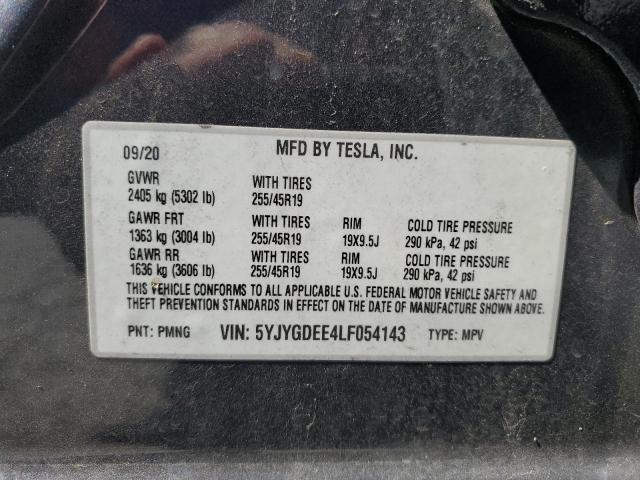 09/20 MFD BY TESLA, INC.
GVWR WITH TIRES
2405 kg (5302 lb) 255/45R19
GAWR FRT WITH TIRES RIM COLD TIRE PRESSURE
1363 kg (3004 lb) 255/45R19 19X9.5J 290 kPa, 42 psi
GAWR RR WITH TIRES RIM COLD TIRE PRESSURE
1636 kg (3606 lb) 255/45R19 19X9.5J 290 kPa, 42 psi
THIS VEHICLE CONFORMS TO ALL APPLICABLE U.S. FEDERAL MOTOR VEHICLE SAFETY AND
THEFT PREVENTION STANDARDS IN EFFECT ON THE DATE OF MANUFACTURE SHOWN ABOVE.
PNT: PMNG VIN: 5YJYGDEE4LF054143 TYPE: MPV